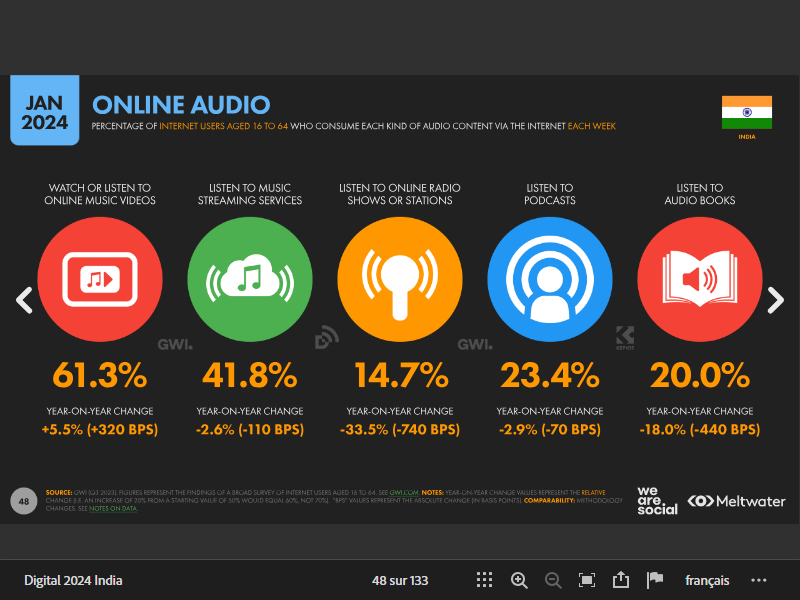 JAN
2024
ONLINE AUDIO
PERCENTAGE OF INTERNET USERS AGED 16 TO 64 WHO CONSUME EACH KIND OF AUDIO CONTENT VIA THE INTERNET EACH WEEK
INDIA
WATCH OR LISTEN TO
ONLINE MUSIC VIDEOS
LISTEN TO MUSIC
STREAMING SERVICES
LISTEN TO ONLINE RADIO
SHOWS OR STATIONS
LISTEN TO
PODCASTS
LISTEN TO
AUDIO BOOKS
GWI.
GWI.
KEPIOS
61.3%
41.8%
14.7%
23.4%
20.0%
YEAR-ON-YEAR CHANGE
+5.5% (+320 BPS)
YEAR-ON-YEAR CHANGE
-2.6% (-110 BPS)
YEAR-ON-YEAR CHANGE
-33.5% (-740 BPS)
YEAR-ON-YEAR CHANGE
-2.9% (-70 BPS)
YEAR-ON-YEAR CHANGE
-18.0% (-440 BPS)
48
SOURCE: GWI (Q3 2023). FIGURES REPRESENT THE FINDINGS OF A BROAD SURVEY OF INTERNET USERS AGED 16 TO 64. SEE GWI.COM. NOTES: YEAR-ON-YEAR CHANGE VALUES REPRESENT THE RELATIVE
CHANGE (I.E. AN INCREASE OF 20% FROM A STARTING VALUE OF 50% WOULD EQUAL 60%, NOT 70%). "BPS" VALUES REPRESENT THE ABSOLUTE CHANGE (IN BASIS POINTS). COMPARABILITY: METHODOLOGY
CHANGES. SEE NOTES ON DATA.
we
are.
social
Meltwater
Digital 2024 India
48 sur 133
français